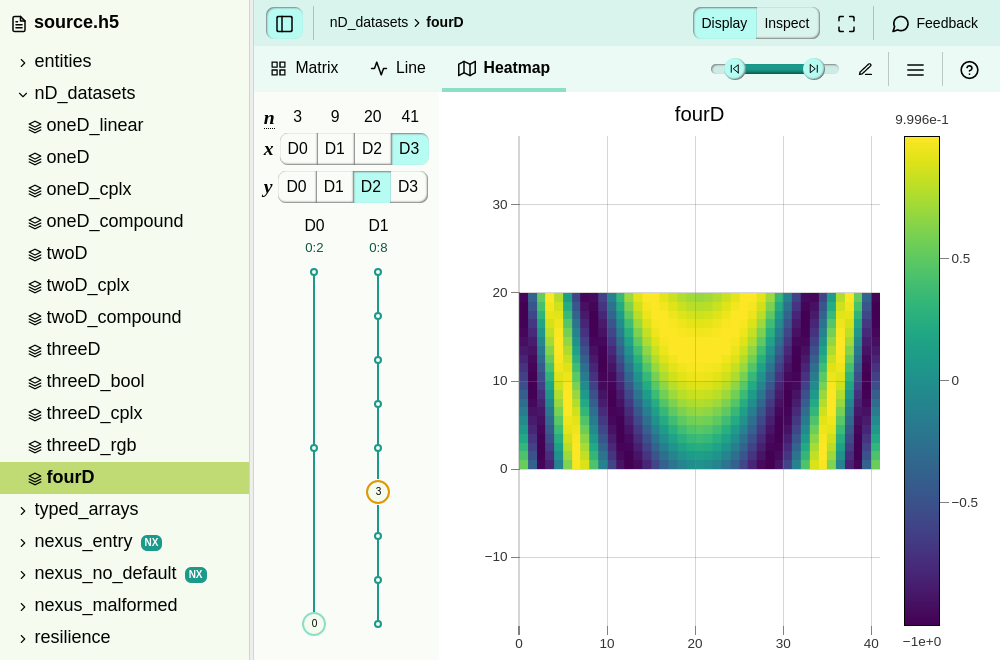 source.h5
entities
nD_datasets
oneD_linear
oneD
oneD_cplx
oneD_compound
twoD
twoD_cplx
twoD_compound
threeD
threeD_bool
threeD_cplx
threeD_rgb
fourD
typed_arrays
nexus_entry NX
nexus_no_default NX
nexus_malformed
resilience
nD_datasets › fourD
Display Inspect Feedback
Matrix Line Heatmap
n 3 9 20 41
x D0 D1 D2 D3
y D0 D1 D2 D3
D0 D1
0:2 0:8
3
0
fourD
30
20
10
0
−10
0 10 20 30 40
9.996e-1
0.5
0
−0.5
−1e+0